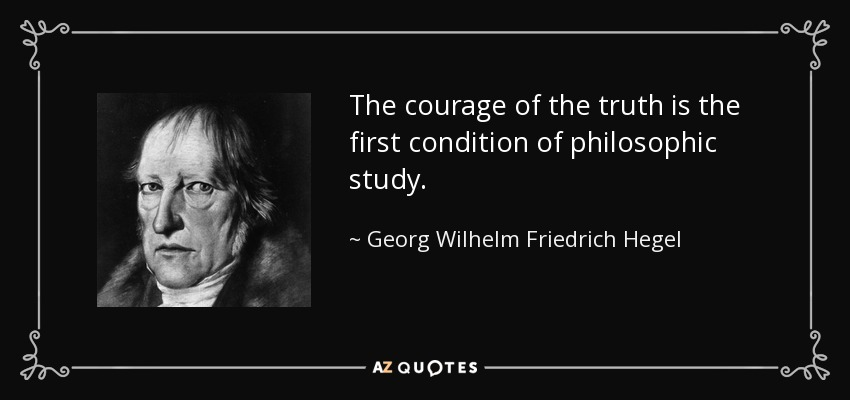 The courage of the truth is the
first condition of philosophic
study.
~ Georg Wilhelm Friedrich Hegel
AZ QUOTES